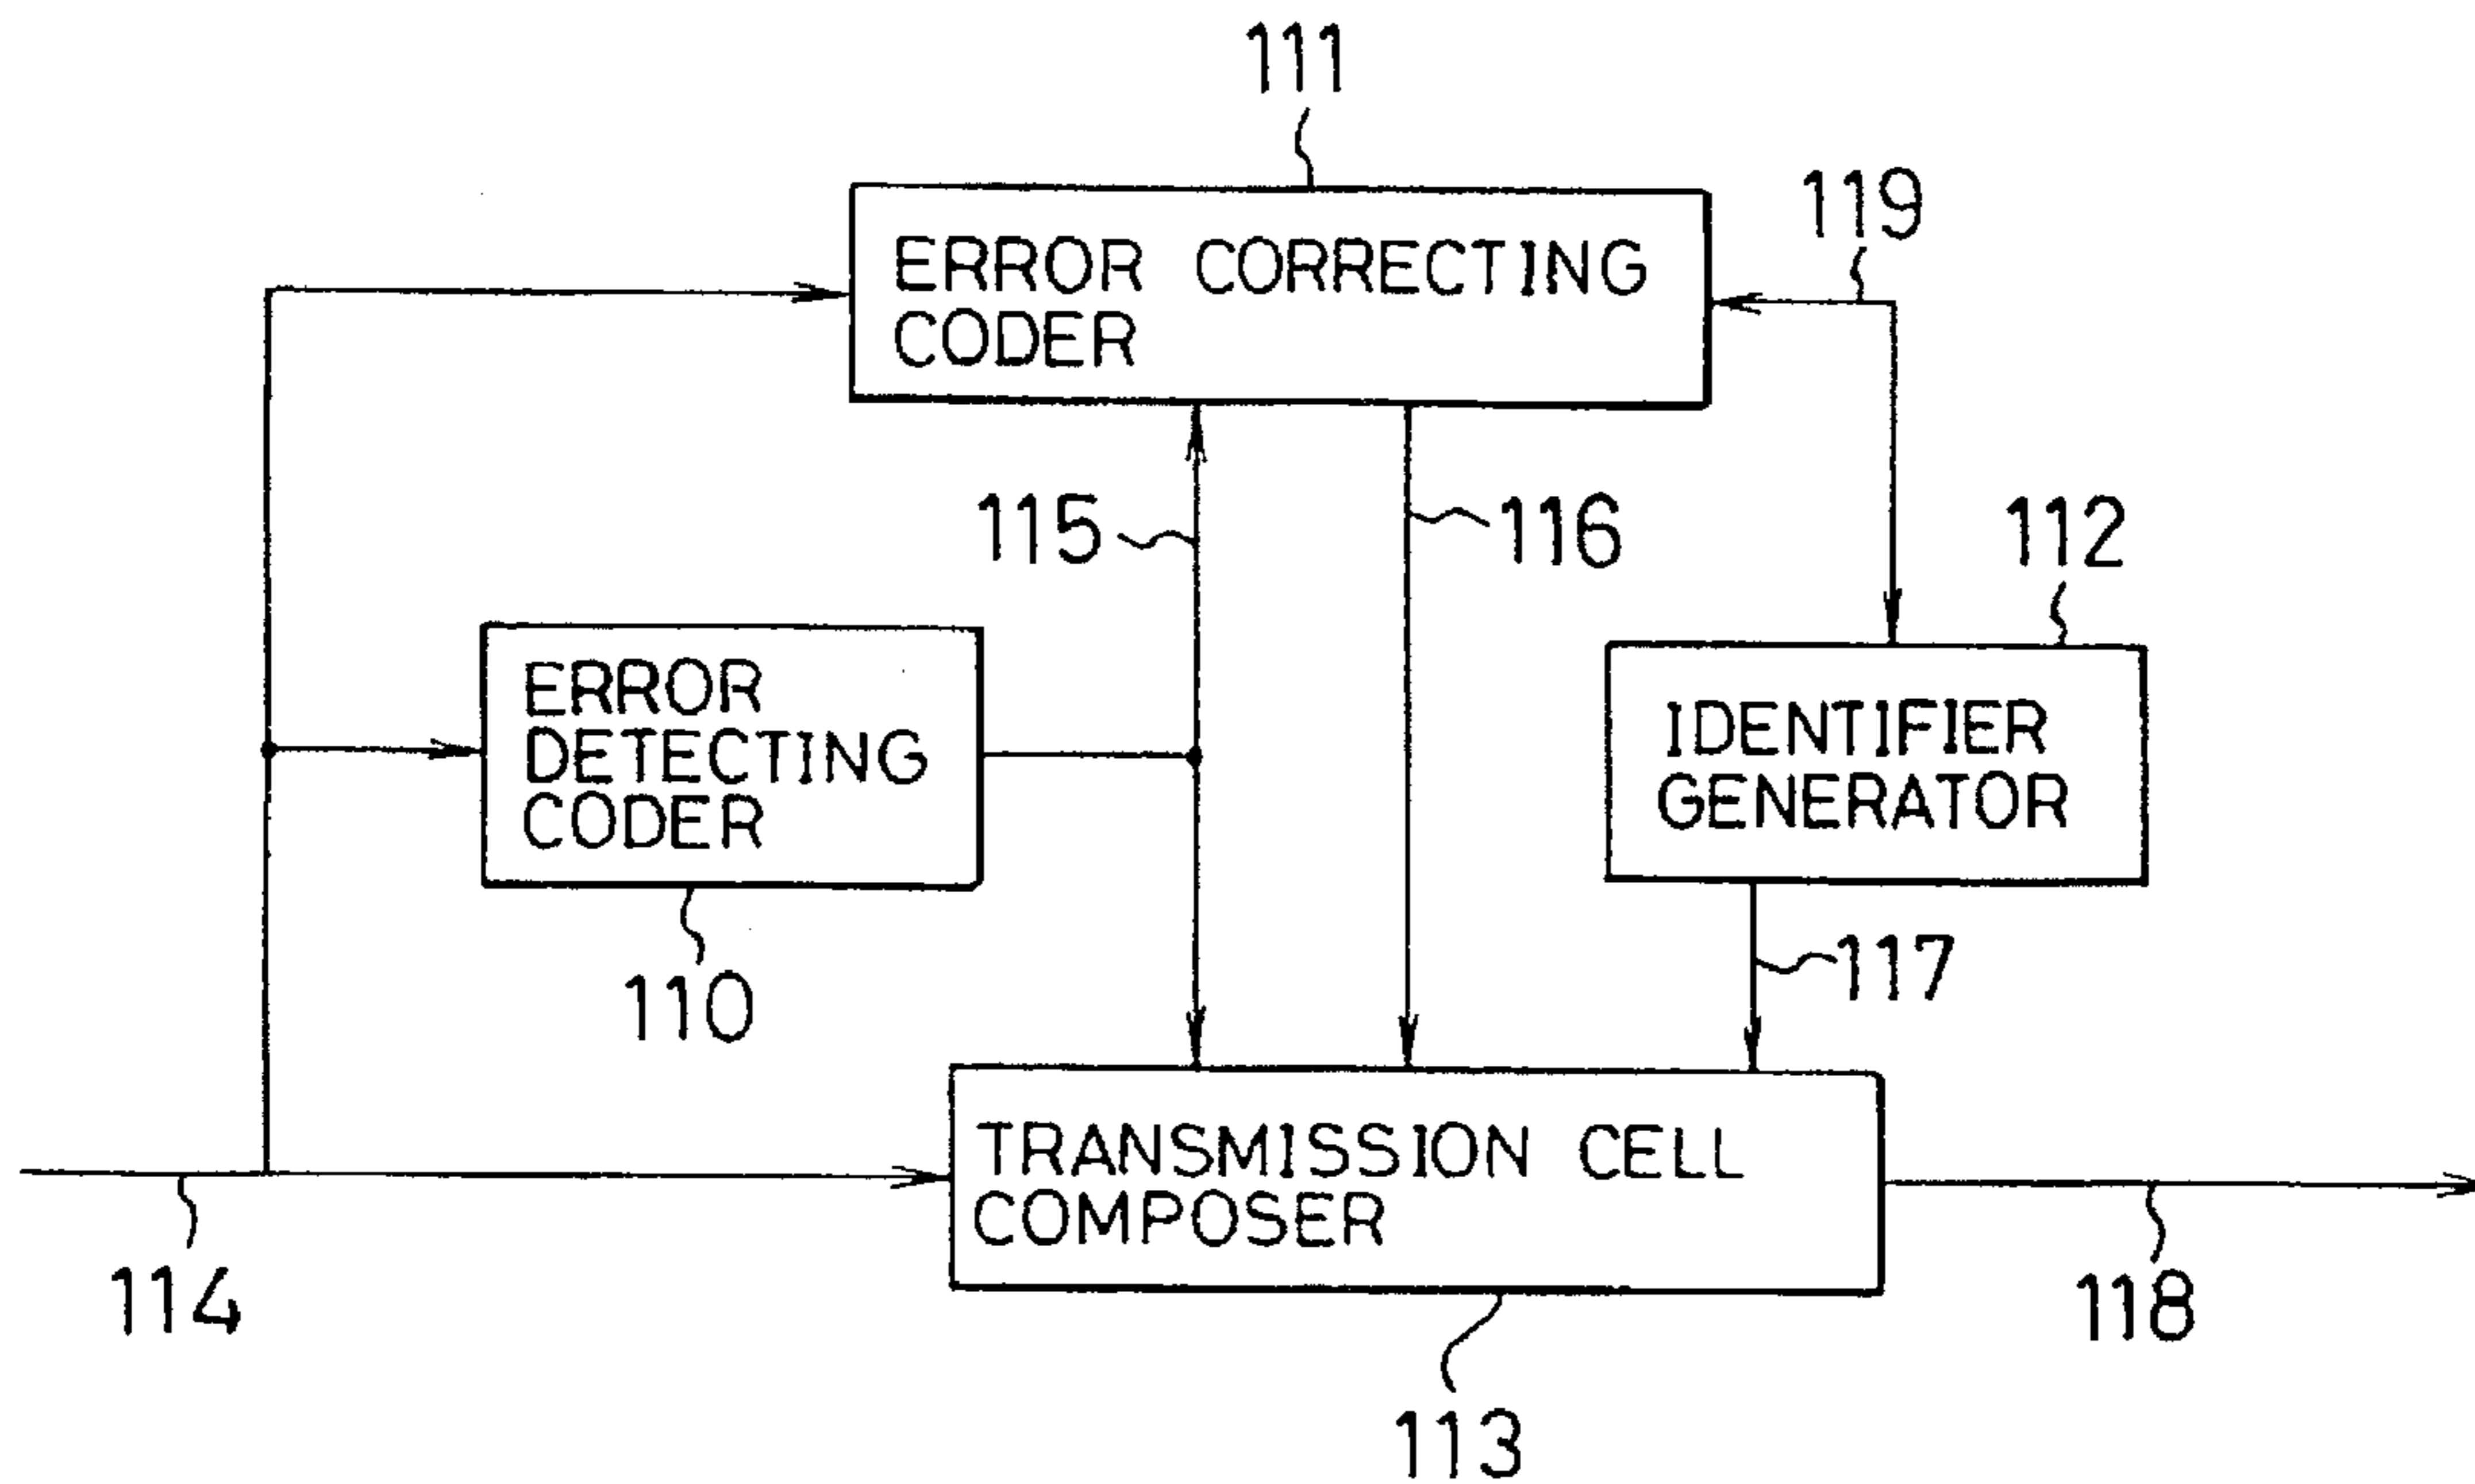 111
119
ERROR CORRECTING
CODER
115
116
112
ERROR
DETECTING
CODER
IDENTIFIER
GENERATOR
110
117
TRANSMISSION CELL
COMPOSER
114
118
113